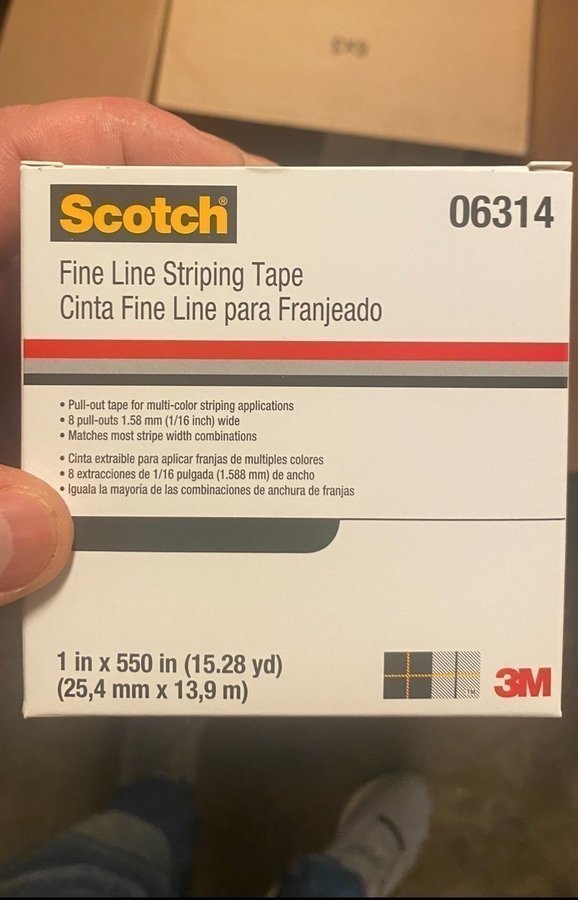 Scotch®
06314
Fine Line Striping Tape
Cinta Fine Line para Franjeado
• Pull-out tape for multi-color striping applications
• 8 pull-outs 1.58 mm (1/16 inch) wide
• Matches most stripe width combinations
• Cinta extraible para aplicar franjas de multiples colores
• 8 extracciones de 1/16 pulgada (1.588 mm) de ancho
• Iguala la mayoría de las combinaciones de anchura de franjas
1 in x 550 in (15.28 yd)
(25,4 mm x 13,9 m)
TM
3M